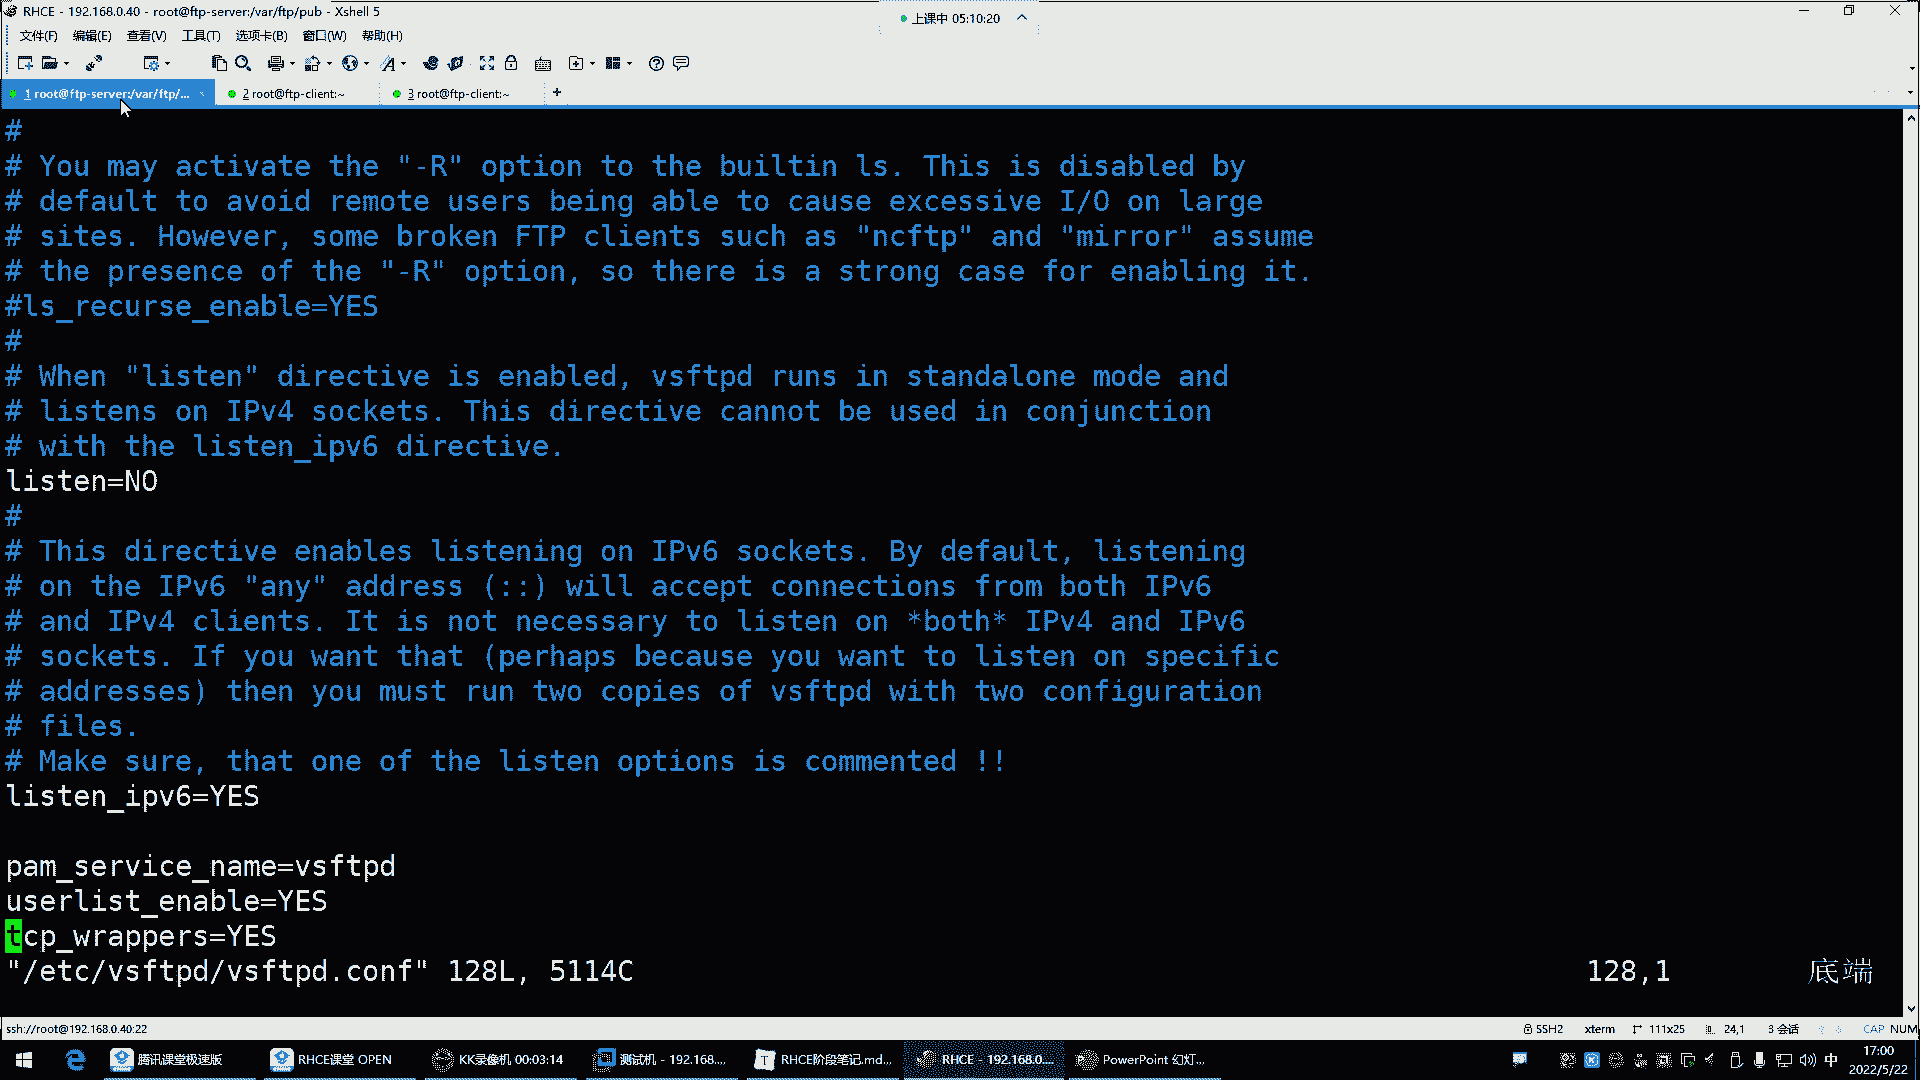 RHCE - 192.168.0.40 - root@ftp-server:/var/ftp/pub - Xshell 5
上课中 05:10:20
文件(F) 编辑(E) 查看(V) 工具(T) 选项卡(B) 窗口(W) 帮助(H)
1 root@ftp-server:/var/ftp/... 2 root@ftp-client:~ 3 root@ftp-client:~
#
# You may activate the "-R" option to the builtin ls. This is disabled by
# default to avoid remote users being able to cause excessive I/O on large
# sites. However, some broken FTP clients such as "ncftp" and "mirror" assume
# the presence of the "-R" option, so there is a strong case for enabling it.
#ls_recurse_enable=YES
#
# When "listen" directive is enabled, vsftpd runs in standalone mode and
# listens on IPv4 sockets. This directive cannot be used in conjunction
# with the listen_ipv6 directive.
listen=NO
#
# This directive enables listening on IPv6 sockets. By default, listening
# on the IPv6 "any" address (::) will accept connections from both IPv6
# and IPv4 clients. It is not necessary to listen on *both* IPv4 and IPv6
# sockets. If you want that (perhaps because you want to listen on specific
# addresses) then you must run two copies of vsftpd with two configuration
# files.
# Make sure, that one of the listen options is commented !!
listen_ipv6=YES
pam_service_name=vsftpd
userlist_enable=YES
tcp_wrappers=YES
"/etc/vsftpd/vsftpd.conf" 128L, 5114C 128,1 底端
ssh://root@192.168.0.40:22 SSH2 xterm 111x25 24,1 3 会话 CAP NUM
腾讯课堂极速版 RHCE课堂 OPEN KK录像机 00:03:14 测试机 - 192.168.... RHCE阶段笔记.md... RHCE - 192.168.0.... PowerPoint 幻灯... 中 17:00
2022/5/22